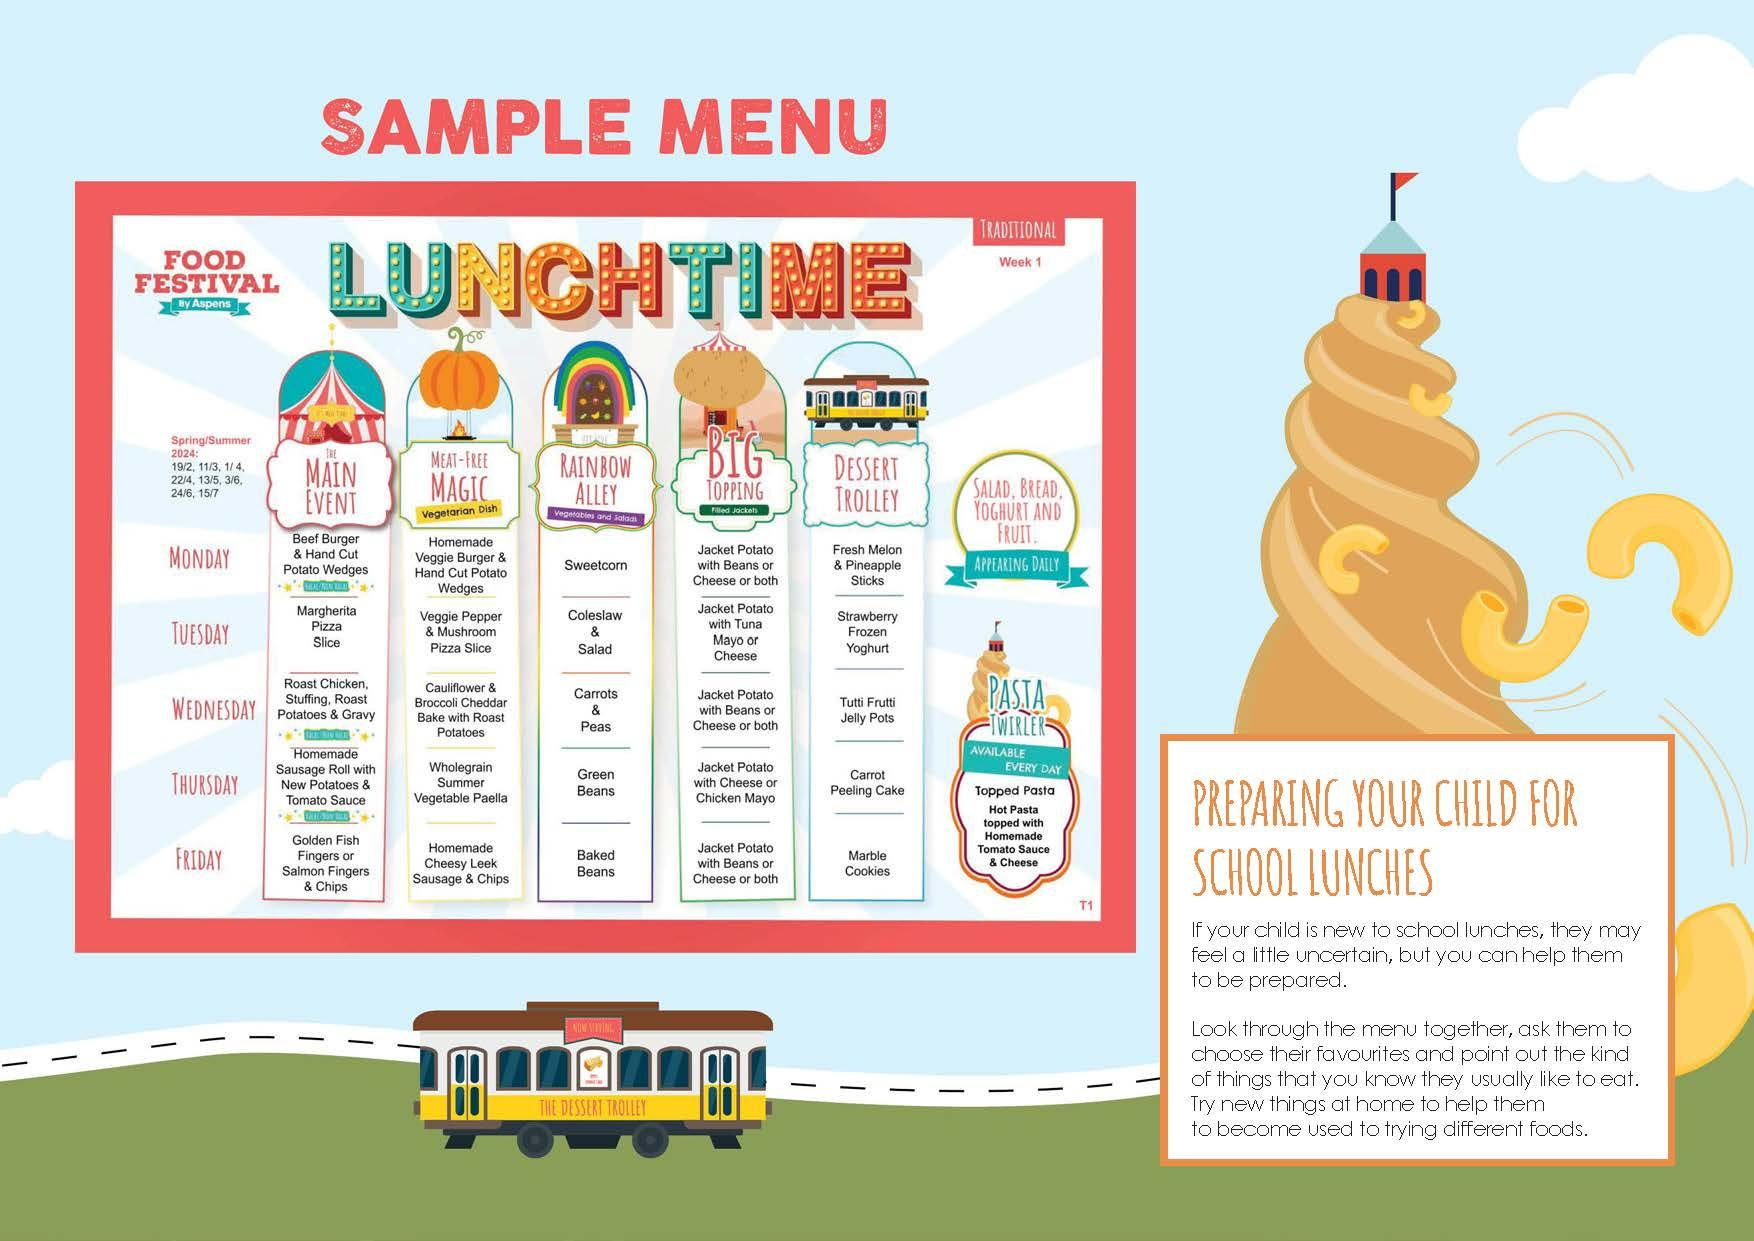 SAMPLE MENU
FOOD
FESTIVAL
By Aspens
LUNCHTIME
TRADITIONAL
Week 1
Spring/Summer
2024:
19/2, 11/3, 1/ 4,
22/4, 13/5, 3/6,
24/6, 15/7
THE
MAIN
EVENT
MEAT-FREE
MAGIC
Vegetarian Dish
RAINBOW
ALLEY
Vegetables and Salads
BIG
TOPPING
Filled Jackets
DESSERT
TROLLEY
MONDAY
Beef Burger
& Hand Cut
Potato Wedges
Homemade
Veggie Burger &
Hand Cut Potato
Wedges
Sweetcorn
Jacket Potato
with Beans or
Cheese or both
Fresh Melon
& Pineapple
Sticks
TUESDAY
Margherita
Pizza
Slice
Veggie Pepper
& Mushroom
Pizza Slice
Coleslaw
&
Salad
Jacket Potato
with Tuna
Mayo or
Cheese
Strawberry
Frozen
Yoghurt
WEDNESDAY
Roast Chicken,
Stuffing, Roast
Potatoes & Gravy
Cauliflower &
Broccoli Cheddar
Bake with Roast
Potatoes
Carrots
&
Peas
Jacket Potato
with Beans or
Cheese or both
Tutti Frutti
Jelly Pots
THURSDAY
Homemade
Sausage Roll with
New Potatoes &
Tomato Sauce
Wholegrain
Summer
Vegetable Paella
Green
Beans
Jacket Potato
with Cheese or
Chicken Mayo
Carrot
Peeling Cake
FRIDAY
Golden Fish
Fingers or
Salmon Fingers
& Chips
Homemade
Cheesy Leek
Sausage & Chips
Baked
Beans
Jacket Potato
with Beans or
Cheese or both
Marble
Cookies
SALAD, BREAD,
YOGHURT AND
FRUIT.
APPEARING DAILY
PASTA
TWIRLER
AVAILABLE
EVERY DAY
Topped Pasta
Hot Pasta
topped with
Homemade
Tomato Sauce
& Cheese
T1
NOW SERVING
THE DESSERT TROLLEY
PREPARING YOUR CHILD FOR
SCHOOL LUNCHES
If your child is new to school lunches, they may
feel a little uncertain, but you can help them
to be prepared.
Look through the menu together, ask them to
choose their favourites and point out the kind
of things that you know they usually like to eat.
Try new things at home to help them
to become used to trying different foods.